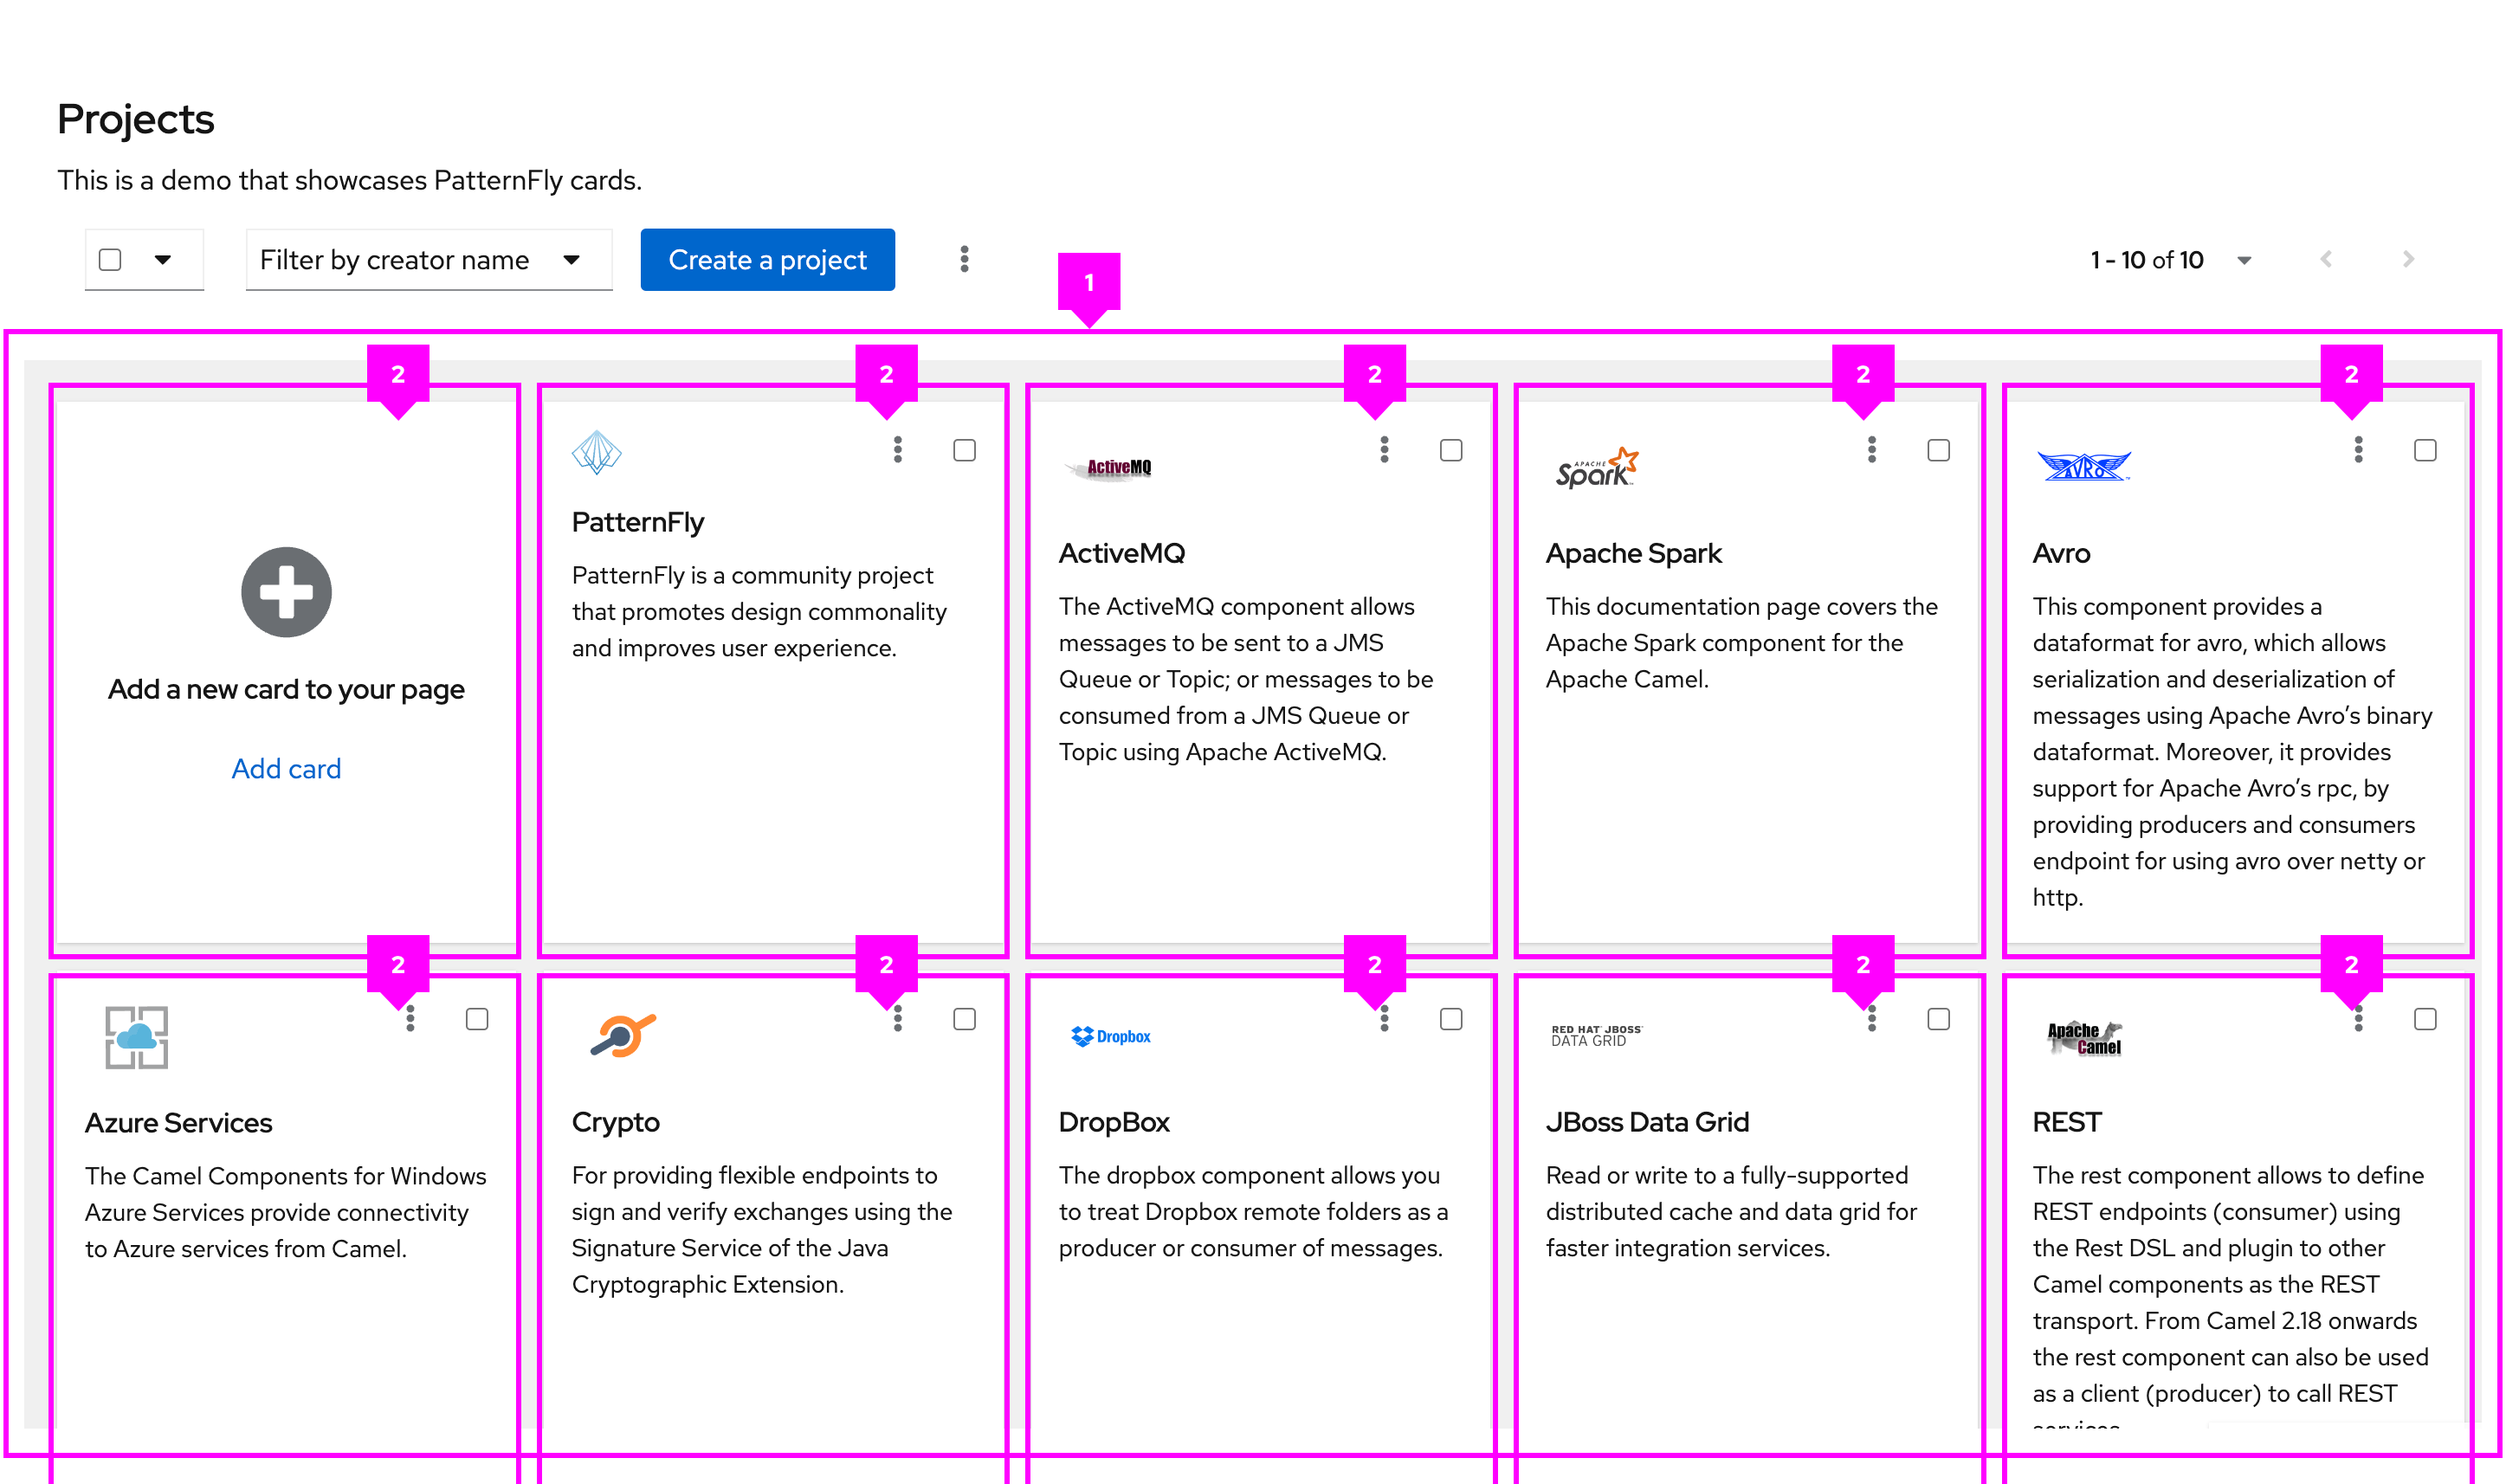 Projects
This is a demo that showcases PatternFly cards.
Filter by creator name
Create a project
1 - 10 of 10
1
2
2
2
2
2
Add a new card to your page
Add card
PatternFly
PatternFly is a community project
that promotes design commonality
and improves user experience.
ActiveMQ
ActiveMQ
The ActiveMQ component allows
messages to be sent to a JMS
Queue or Topic; or messages to be
consumed from a JMS Queue or
Topic using Apache ActiveMQ.
APACHE
Spark
Apache Spark
This documentation page covers the
Apache Spark component for the
Apache Camel.
AVRO
Avro
This component provides a
dataformat for avro, which allows
serialization and deserialization of
messages using Apache Avro’s binary
dataformat. Moreover, it provides
support for Apache Avro’s rpc, by
providing producers and consumers
endpoint for using avro over netty or
http.
2
2
2
2
2
Azure Services
The Camel Components for Windows
Azure Services provide connectivity
to Azure services from Camel.
Crypto
For providing flexible endpoints to
sign and verify exchanges using the
Signature Service of the Java
Cryptographic Extension.
Dropbox
DropBox
The dropbox component allows you
to treat Dropbox remote folders as a
producer or consumer of messages.
RED HAT JBOSS
DATA GRID
JBoss Data Grid
Read or write to a fully-supported
distributed cache and data grid for
faster integration services.
Apache
Camel
REST
The rest component allows to define
REST endpoints (consumer) using
the Rest DSL and plugin to other
Camel components as the REST
transport. From Camel 2.18 onwards
the rest component can also be used
as a client (producer) to call REST